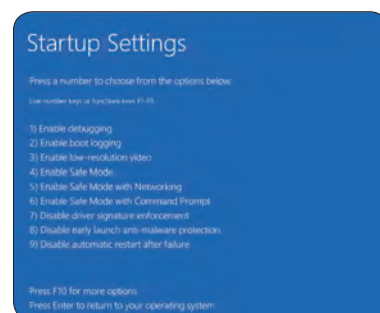 Startup Settings
Press a number to choose from the options below:
Use number keys or functions keys F1-F9.
1) Enable debugging
2) Enable boot logging
3) Enable low-resolution video
4) Enable Safe Mode
5) Enable Safe Mode with Networking
6) Enable Safe Mode with Command Prompt
7) Disable driver signature enforcement
8) Disable early launch anti-malware protection
9) Disable automatic restart after failure
Press F10 for more options
Press Enter to return to your operating system